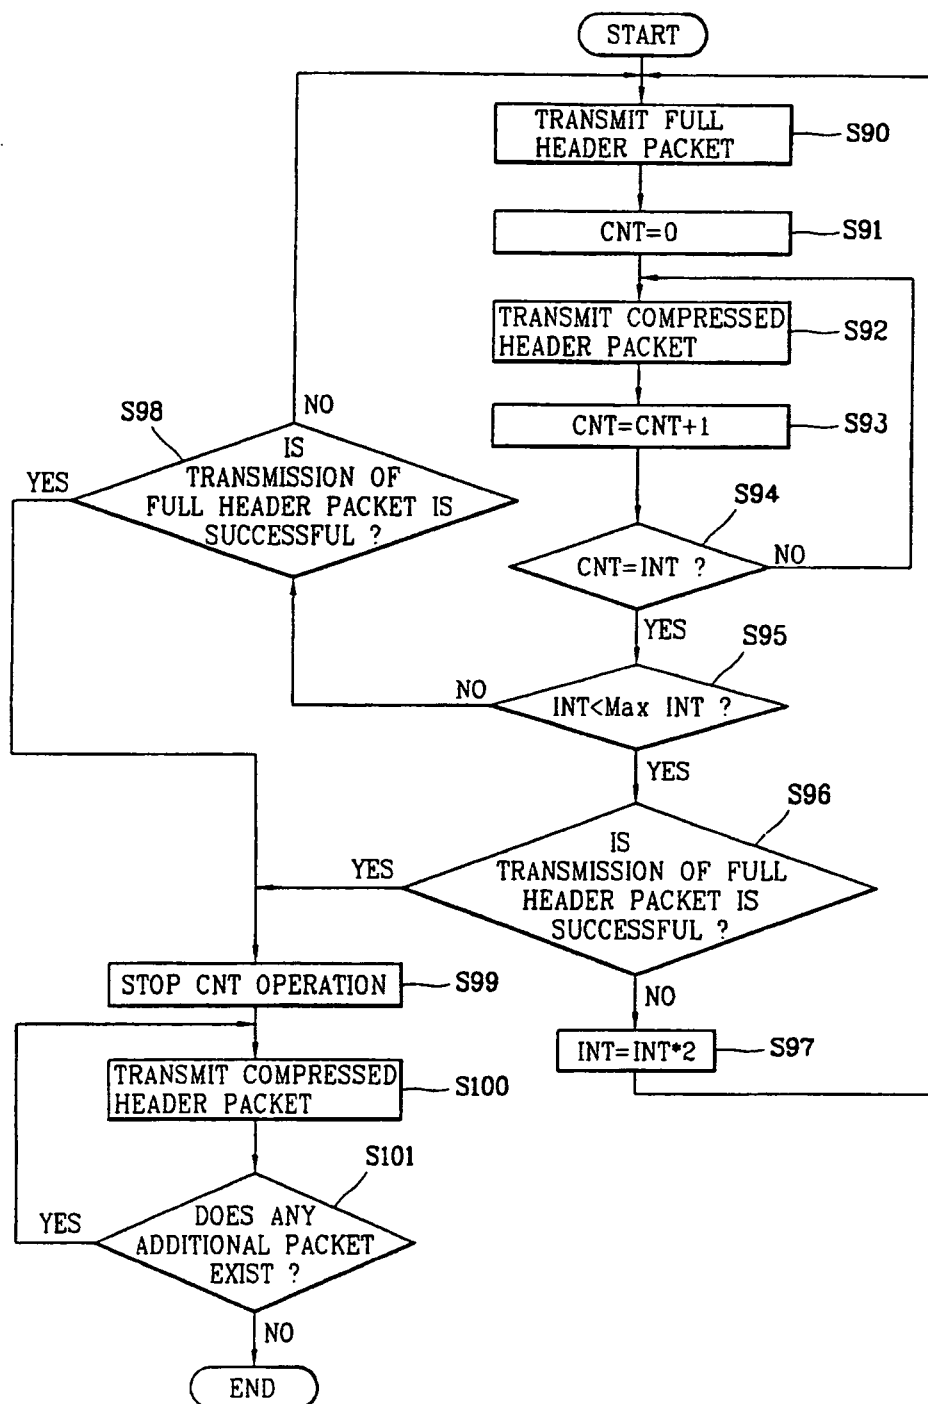 START
TRANSMIT FULL
HEADER PACKET
S90
CNT=0
S91
TRANSMIT COMPRESSED
HEADER PACKET
S92
CNT=CNT+1
S93
S94
CNT=INT ?
NO
YES
S95
INT<Max INT ?
NO
YES
S98
NO
YES
IS
TRANSMISSION OF
FULL HEADER PACKET IS
SUCCESSFUL ?
S96
YES
IS
TRANSMISSION OF FULL
HEADER PACKET IS
SUCCESSFUL ?
NO
INT=INT*2
S97
STOP CNT OPERATION
S99
TRANSMIT COMPRESSED
HEADER PACKET
S100
S101
YES
DOES ANY
ADDITIONAL PACKET
EXIST ?
NO
END